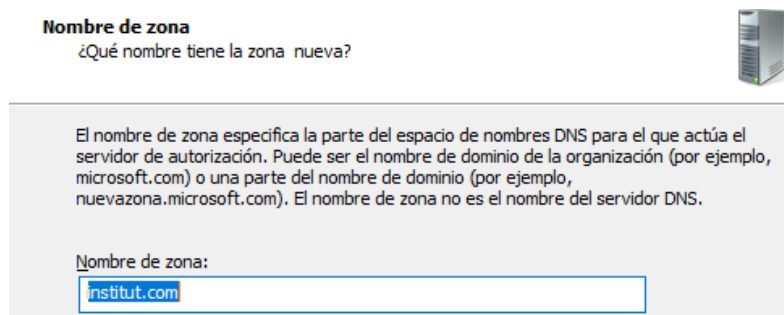 Nombre de zona
¿Qué nombre tiene la zona nueva?
El nombre de zona especifica la parte del espacio de nombres DNS para el que actúa el
servidor de autorización. Puede ser el nombre de dominio de la organización (por ejemplo,
microsoft.com) o una parte del nombre de dominio (por ejemplo,
nuevazona.microsoft.com). El nombre de zona no es el nombre del servidor DNS.
Nombre de zona:
institut.com